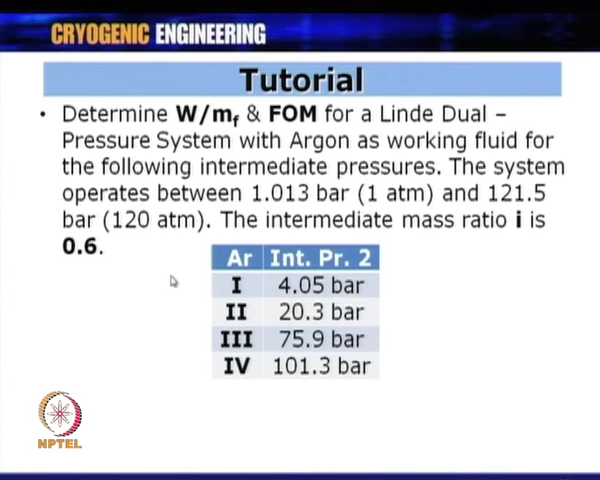 CRYOGENIC ENGINEERING
Tutorial
• Determine W/mf & FOM for a Linde Dual –
Pressure System with Argon as working fluid for
the following intermediate pressures. The system
operates between 1.013 bar (1 atm) and 121.5
bar (120 atm). The intermediate mass ratio i is
0.6.
Ar Int. Pr. 2
I 4.05 bar
II 20.3 bar
III 75.9 bar
IV 101.3 bar
NPTEL